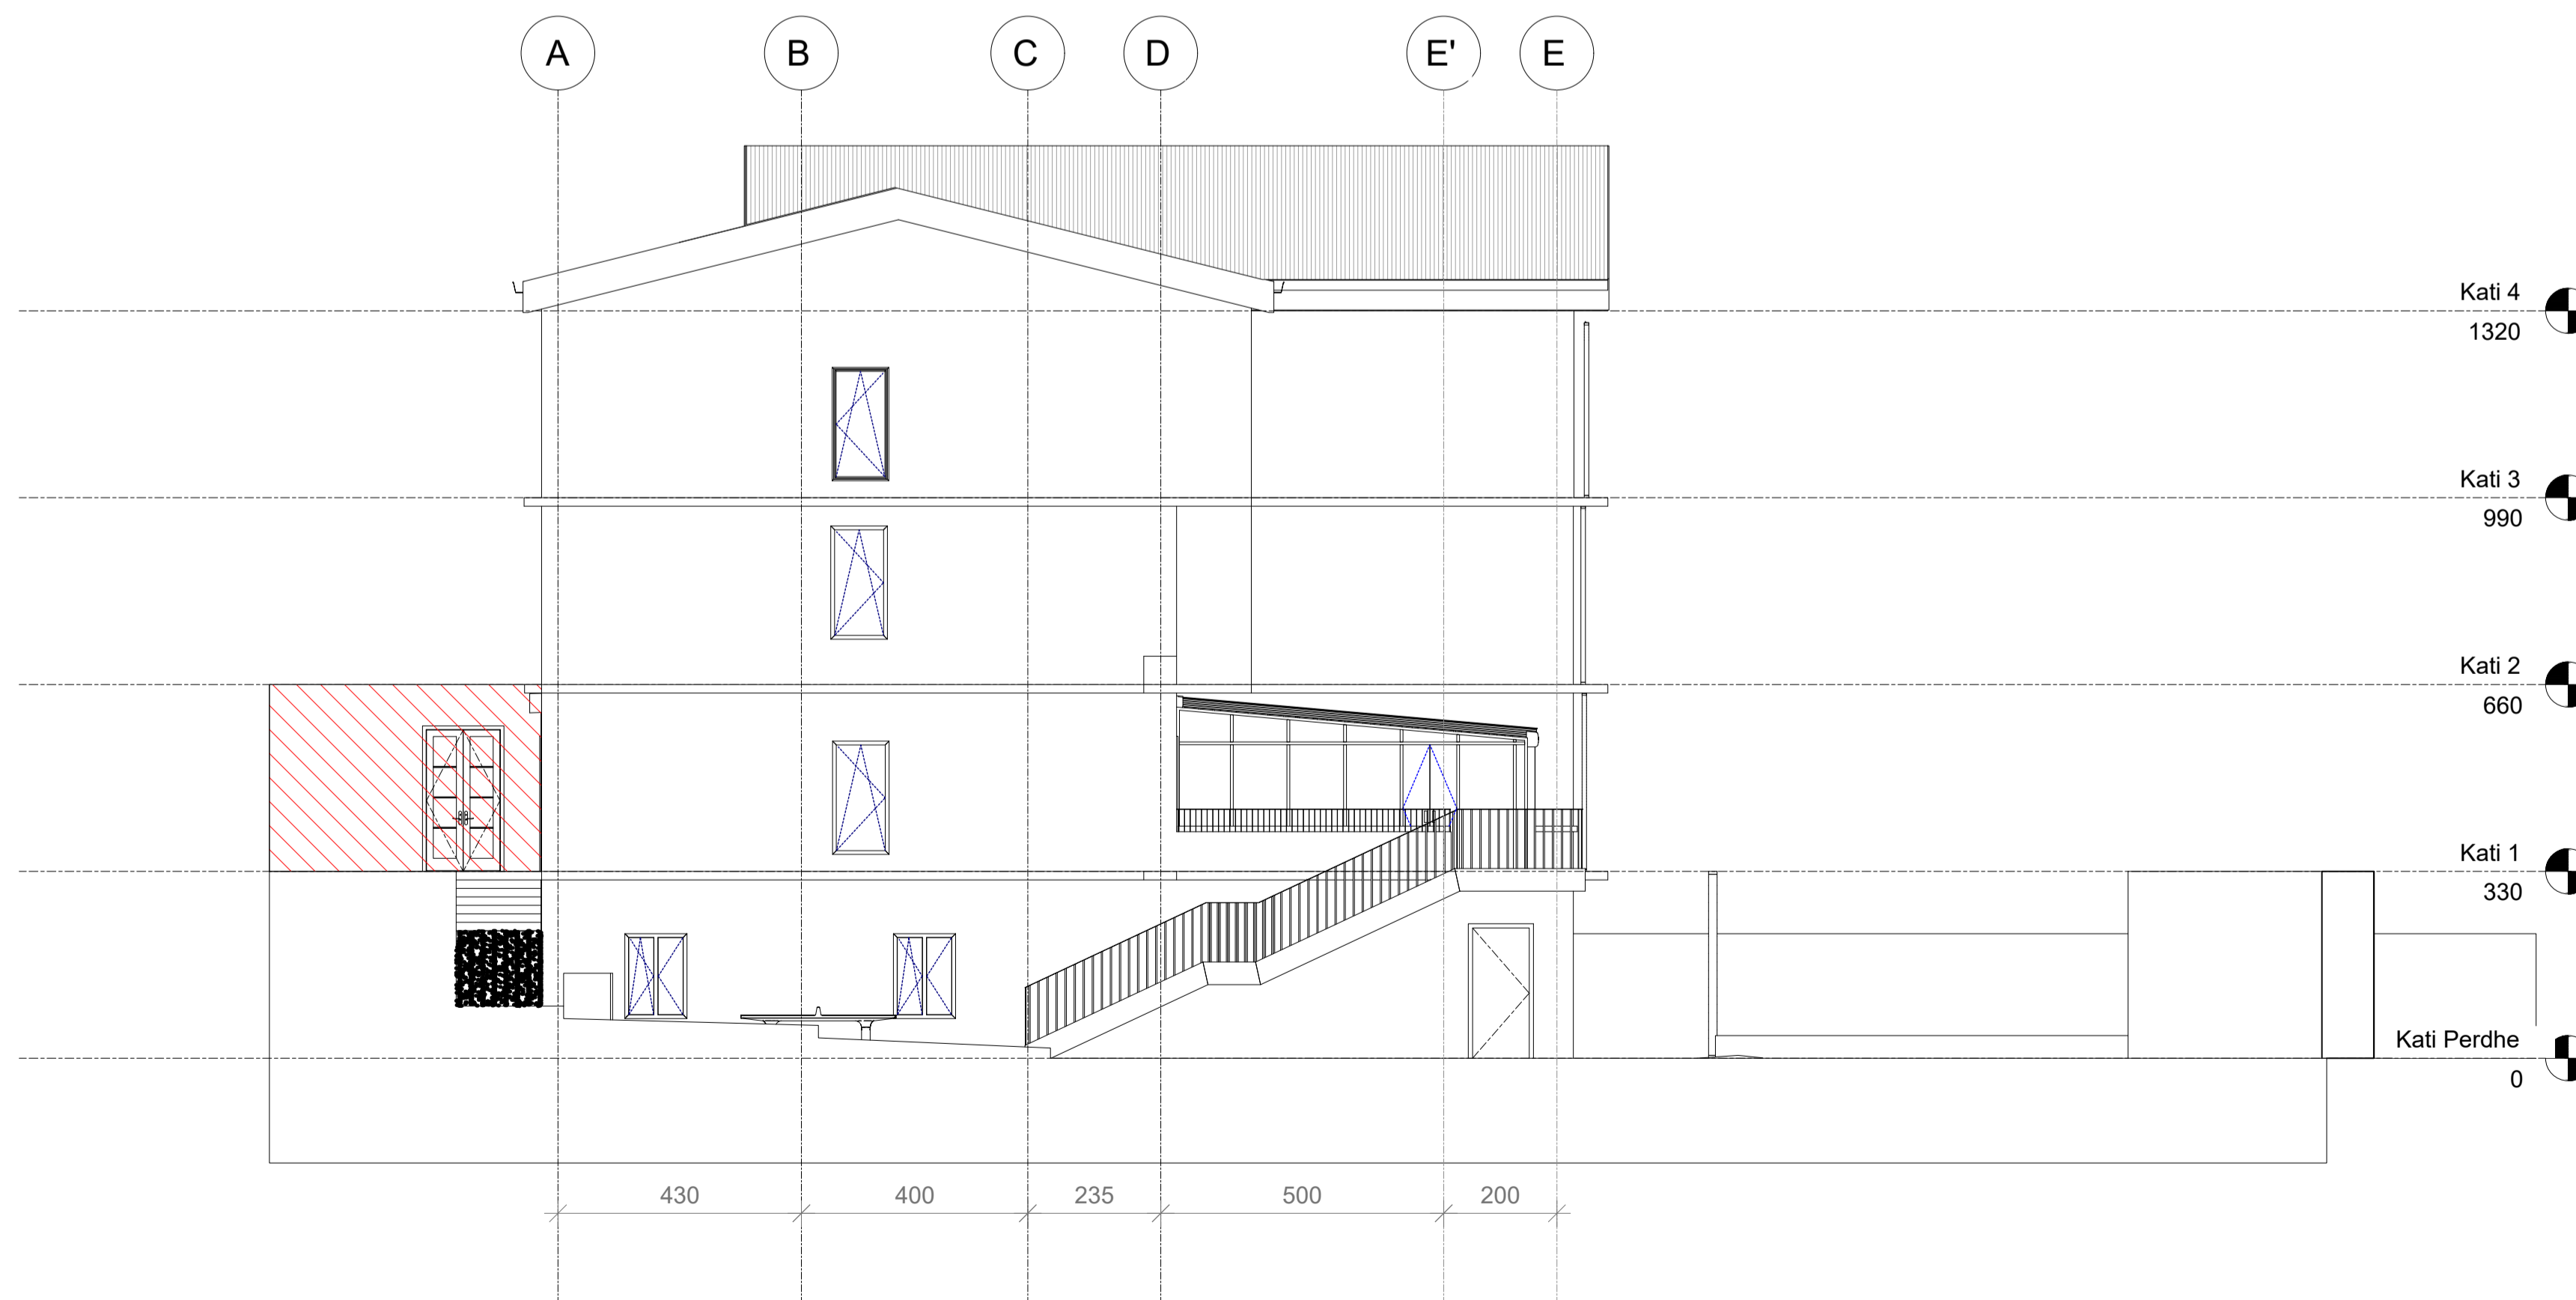 A
B
C
D
E'
E
Kati 4
1320
Kati 3
990
Kati 2
660
Kati 1
330
Kati Perdhe
0
430
400
235
500
200